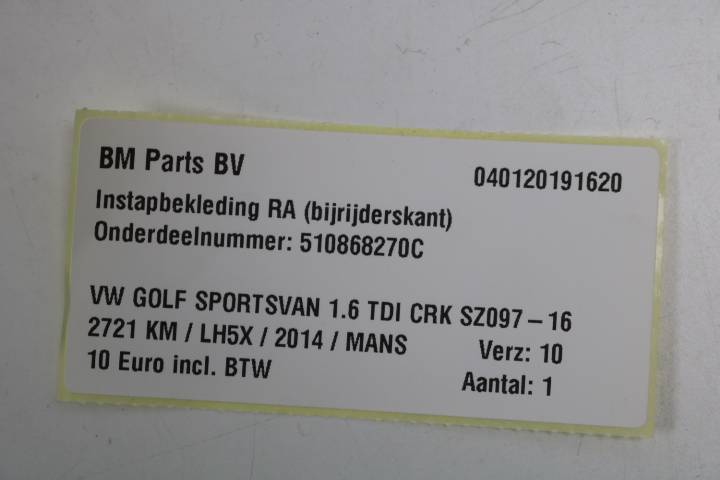 BM Parts BV 040120191620
Instapbekleding RA (bijrijderskant)
Onderdeelnummer: 510868270C
VW GOLF SPORTSVAN 1.6 TDI CRK SZ097-16
2721 KM / LH5X / 2014 / MANS Verz: 10
10 Euro incl. BTW Aantal: 1